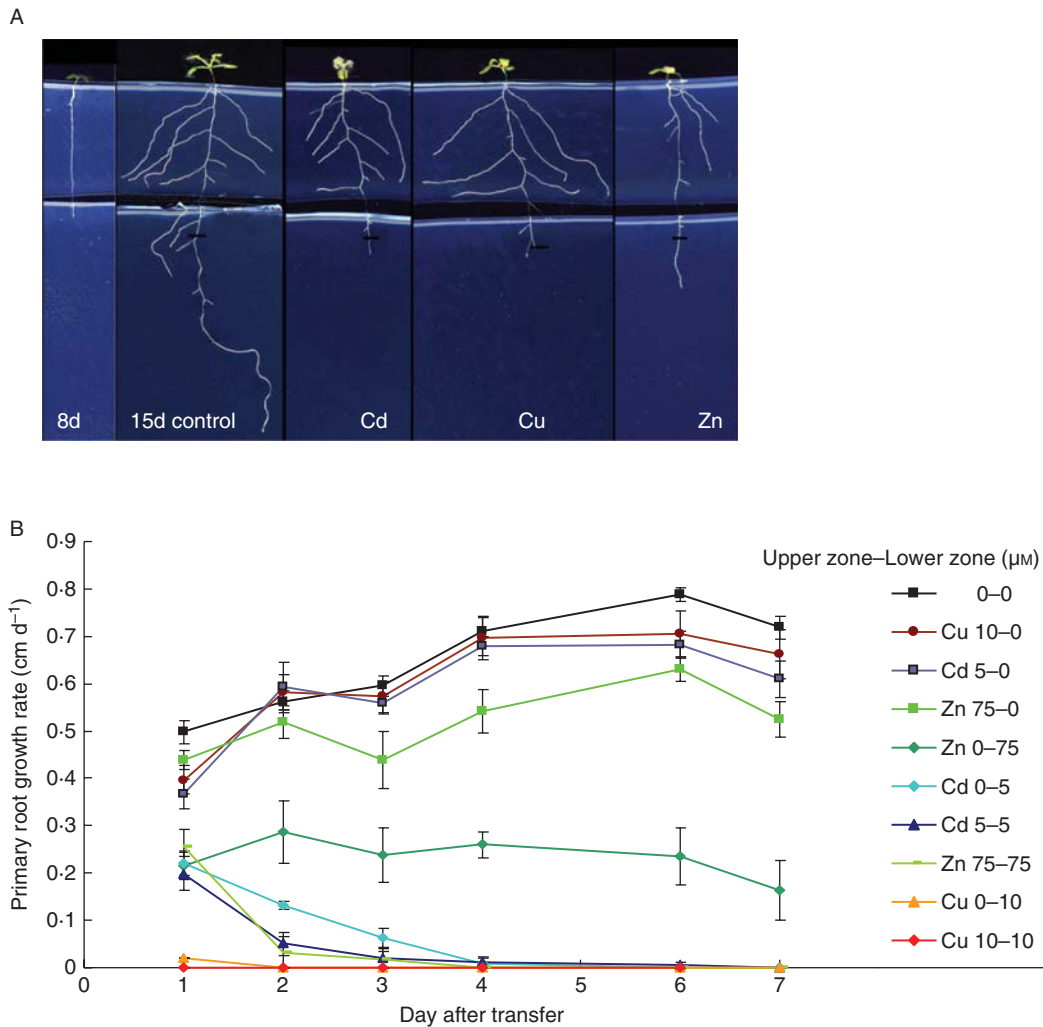 A
8d
15d control
Cd
Cu
Zn
B
Primary root growth rate (cm d⁻¹)
0·9
0·8
0·7
0·6
0·5
0·4
0·3
0·2
0·1
0
0 1 2 3 4 5 6 7
Day after transfer
Upper zone–Lower zone (μM)
0–0
Cu 10–0
Cd 5–0
Zn 75–0
Zn 0–75
Cd 0–5
Cd 5–5
Zn 75–75
Cu 0–10
Cu 10–10